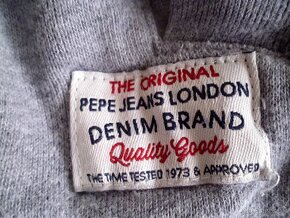 THE ORIGINAL
PEPE JEANS LONDON
DENIM BRAND
Quality Goods
THE TIME TESTED 1973 & APPROVED